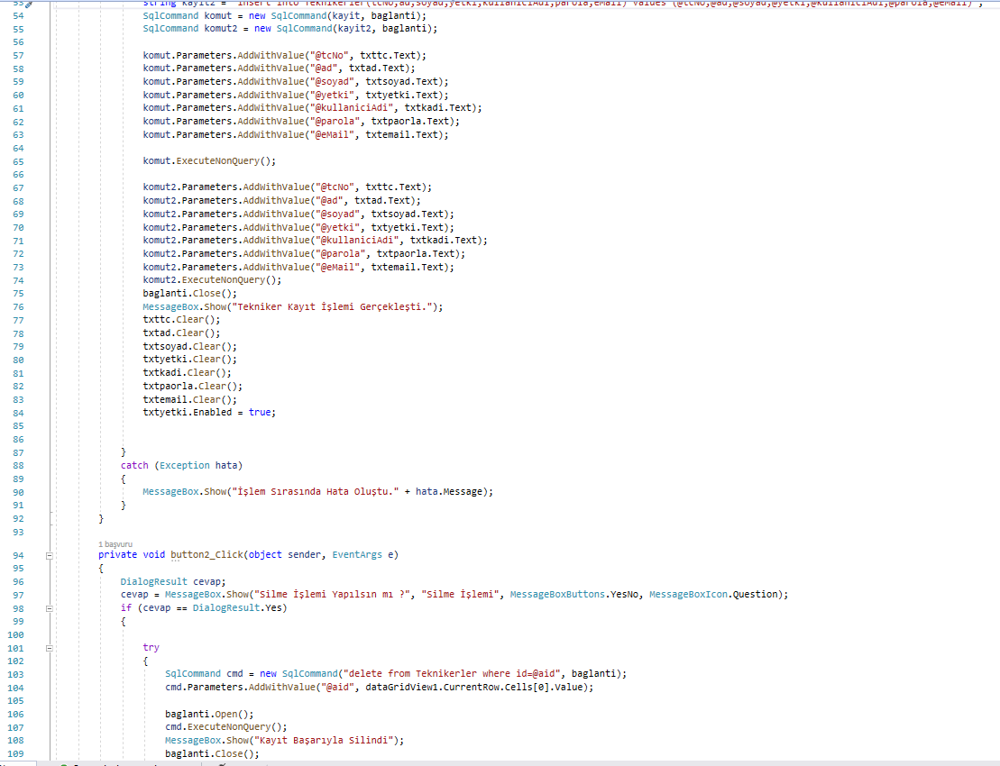 53 string kayit2 = "insert into Teknikerler(tcNo,ad,soyad,yetki,kullaniciAdi,parola,eMail) values (@tcNo,@ad,@soyad,@yetki,@kullaniciAdi,@parola,@eMail)";
54 SqlCommand komut = new SqlCommand(kayit, baglanti);
55 SqlCommand komut2 = new SqlCommand(kayit2, baglanti);
56
57 komut.Parameters.AddWithValue("@tcNo", txttc.Text);
58 komut.Parameters.AddWithValue("@ad", txtad.Text);
59 komut.Parameters.AddWithValue("@soyad", txtsoyad.Text);
60 komut.Parameters.AddWithValue("@yetki", txtyetki.Text);
61 komut.Parameters.AddWithValue("@kullaniciAdi", txtkadi.Text);
62 komut.Parameters.AddWithValue("@parola", txtpaorla.Text);
63 komut.Parameters.AddWithValue("@eMail", txtemail.Text);
64
65 komut.ExecuteNonQuery();
66
67 komut2.Parameters.AddWithValue("@tcNo", txttc.Text);
68 komut2.Parameters.AddWithValue("@ad", txtad.Text);
69 komut2.Parameters.AddWithValue("@soyad", txtsoyad.Text);
70 komut2.Parameters.AddWithValue("@yetki", txtyetki.Text);
71 komut2.Parameters.AddWithValue("@kullaniciAdi", txtkadi.Text);
72 komut2.Parameters.AddWithValue("@parola", txtpaorla.Text);
73 komut2.Parameters.AddWithValue("@eMail", txtemail.Text);
74 komut2.ExecuteNonQuery();
75 baglanti.Close();
76 MessageBox.Show("Tekniker Kayıt İşlemi Gerçekleşti.");
77 txttc.Clear();
78 txtad.Clear();
79 txtsoyad.Clear();
80 txtyetki.Clear();
81 txtkadi.Clear();
82 txtpaorla.Clear();
83 txtemail.Clear();
84 txtyetki.Enabled = true;
85
86
87 }
88 catch (Exception hata)
89 {
90 MessageBox.Show("İşlem Sırasında Hata Oluştu." + hata.Message);
91 }
92 }
93
1 başvuru
94 private void button2_Click(object sender, EventArgs e)
95 {
96 DialogResult cevap;
97 cevap = MessageBox.Show("Silme İşlemi Yapılsın mı ?", "Silme İşlemi", MessageBoxButtons.YesNo, MessageBoxIcon.Question);
98 if (cevap == DialogResult.Yes)
99 {
100
101 try
102 {
103 SqlCommand cmd = new SqlCommand("delete from Teknikerler where id=@aid", baglanti);
104 cmd.Parameters.AddWithValue("@aid", dataGridView1.CurrentRow.Cells[0].Value);
105
106 baglanti.Open();
107 cmd.ExecuteNonQuery();
108 MessageBox.Show("Kayıt Başarıyla Silindi");
109 baglanti.Close();